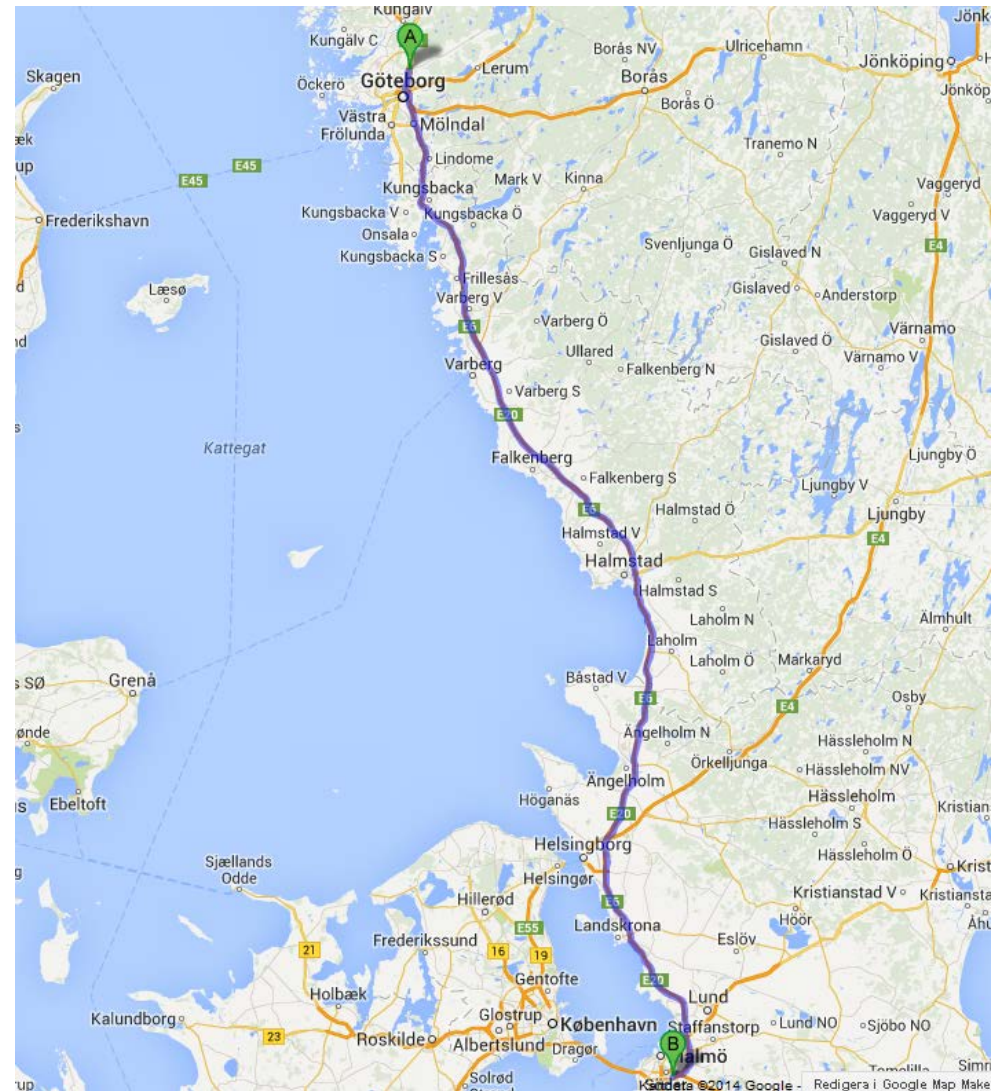 Kungälv
Kungälv C
A
Skagen
Öckerö
Göteborg
Lerum
Borås NV
Ulricehamn
Jönköping
Borås
Borås Ö
Västra
Frölunda
Mölndal
Tranemo N
E45
E45
Lindome
Mark V
Kinna
Vaggeryd
Kungsbacka
Vaggeryd V
Frederikshavn
Kungsbacka V
Kungsbacka Ö
Onsala
Svenljunga Ö
Gislaved N
E4
Kungsbacka S
Frillesås
Læsø
Gislaved
Anderstorp
Varberg V
E6
Varberg Ö
Värnamo
Gislaved Ö
Ullared
Värnamo V
Varberg
Falkenberg N
Varberg S
E20
Kattegat
Falkenberg
Ljungby Ö
Falkenberg S
Ljungby V
E6
Halmstad Ö
Ljungby
Halmstad V
E4
Halmstad
Halmstad S
Laholm N
Älmhult
Laholm
Laholm Ö
Markaryd
Grenå
Båstad V
E6
Osby
E4
Ängelholm N
Hässleholm N
Örkelljunga
Hässleholm NV
Ängelholm
Ebeltoft
Höganäs
Hässleholm
E20
Hässleholm S
Helsingborg
Hässleholm Ö
Sjællands
Odde
Helsingør
Kristianstad V
Hillerød
E6
Höör
E55
Landskrona
Frederikssund
21
16
19
Eslöv
Gentofte
E20
Holbæk
Lund
Kalundborg
Glostrup
København
Staffanstorp
Lund NO
Sjöbo NO
23
Roskilde
Albertslund
Dragør
B
Malmö
Solrød
©2014 Google - Redigera i Google Map Make